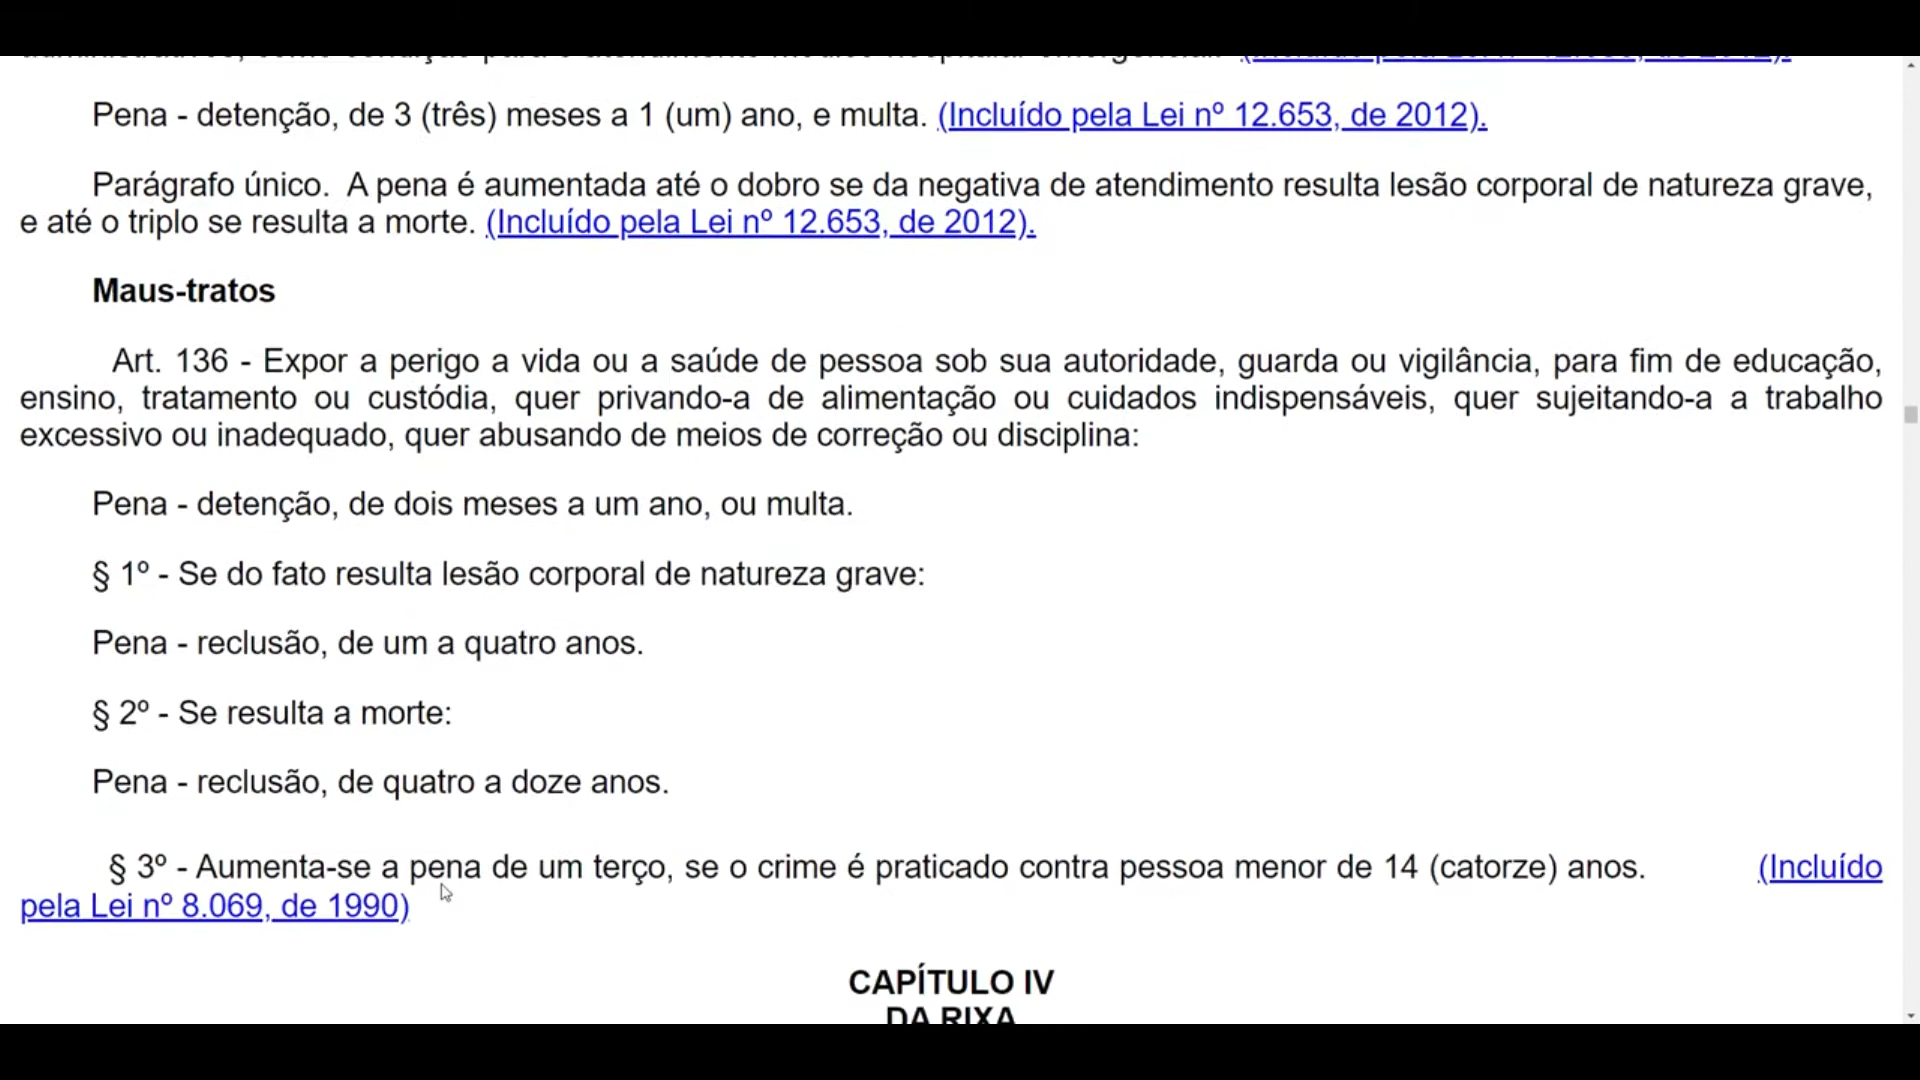 Pena - detenção, de 3 (três) meses a 1 (um) ano, e multa. (Incluído pela Lei nº 12.653, de 2012).
Parágrafo único. A pena é aumentada até o dobro se da negativa de atendimento resulta lesão corporal de natureza grave,
e até o triplo se resulta a morte. (Incluído pela Lei nº 12.653, de 2012).
Maus-tratos
Art. 136 - Expor a perigo a vida ou a saúde de pessoa sob sua autoridade, guarda ou vigilância, para fim de educação,
ensino, tratamento ou custódia, quer privando-a de alimentação ou cuidados indispensáveis, quer sujeitando-a a trabalho
excessivo ou inadequado, quer abusando de meios de correção ou disciplina:
Pena - detenção, de dois meses a um ano, ou multa.
§ 1º - Se do fato resulta lesão corporal de natureza grave:
Pena - reclusão, de um a quatro anos.
§ 2º - Se resulta a morte:
Pena - reclusão, de quatro a doze anos.
§ 3º - Aumenta-se a pena de um terço, se o crime é praticado contra pessoa menor de 14 (catorze) anos. (Incluído
pela Lei nº 8.069, de 1990)
CAPÍTULO IV
DA RIXA